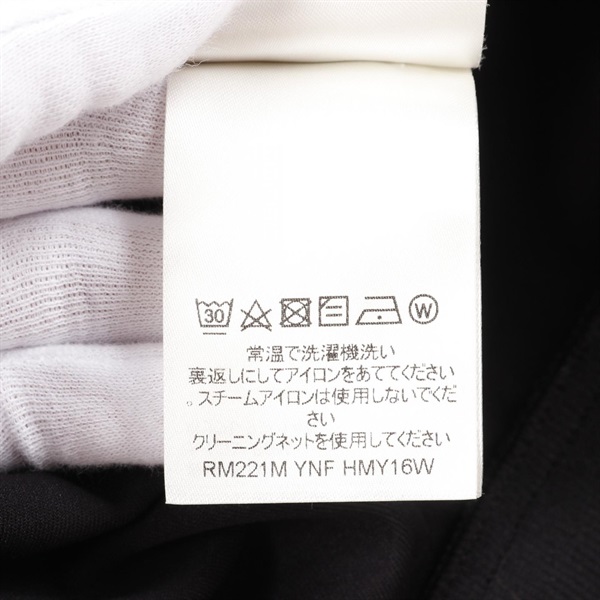 30 W
常温で洗濯機洗い
裏返しにしてアイロンをあててください
。スチームアイロンは使用しないでくだ
さい
クリーニングネットを使用してください
RM221M YNF HMY16W